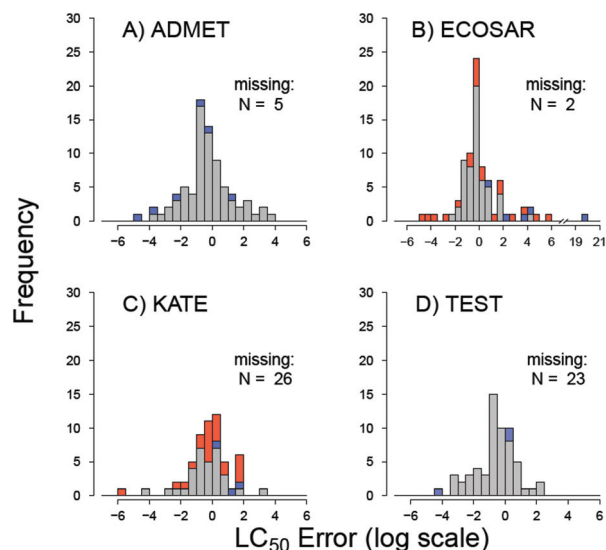 A) ADMET
B) ECOSAR
30
25
20
15
10
5
0
missing:
N = 5
−6 −4 −2 0 2 4 6
30
25
20
15
10
5
0
missing:
N = 2
−6 −4 −2 0 2 4 6 19 21
Frequency
C) KATE
D) TEST
30
25
20
15
10
5
0
missing:
N = 26
−6 −4 −2 0 2 4 6
30
25
20
15
10
5
0
missing:
N = 23
−6 −4 −2 0 2 4 6
LC₅₀ Error (log scale)